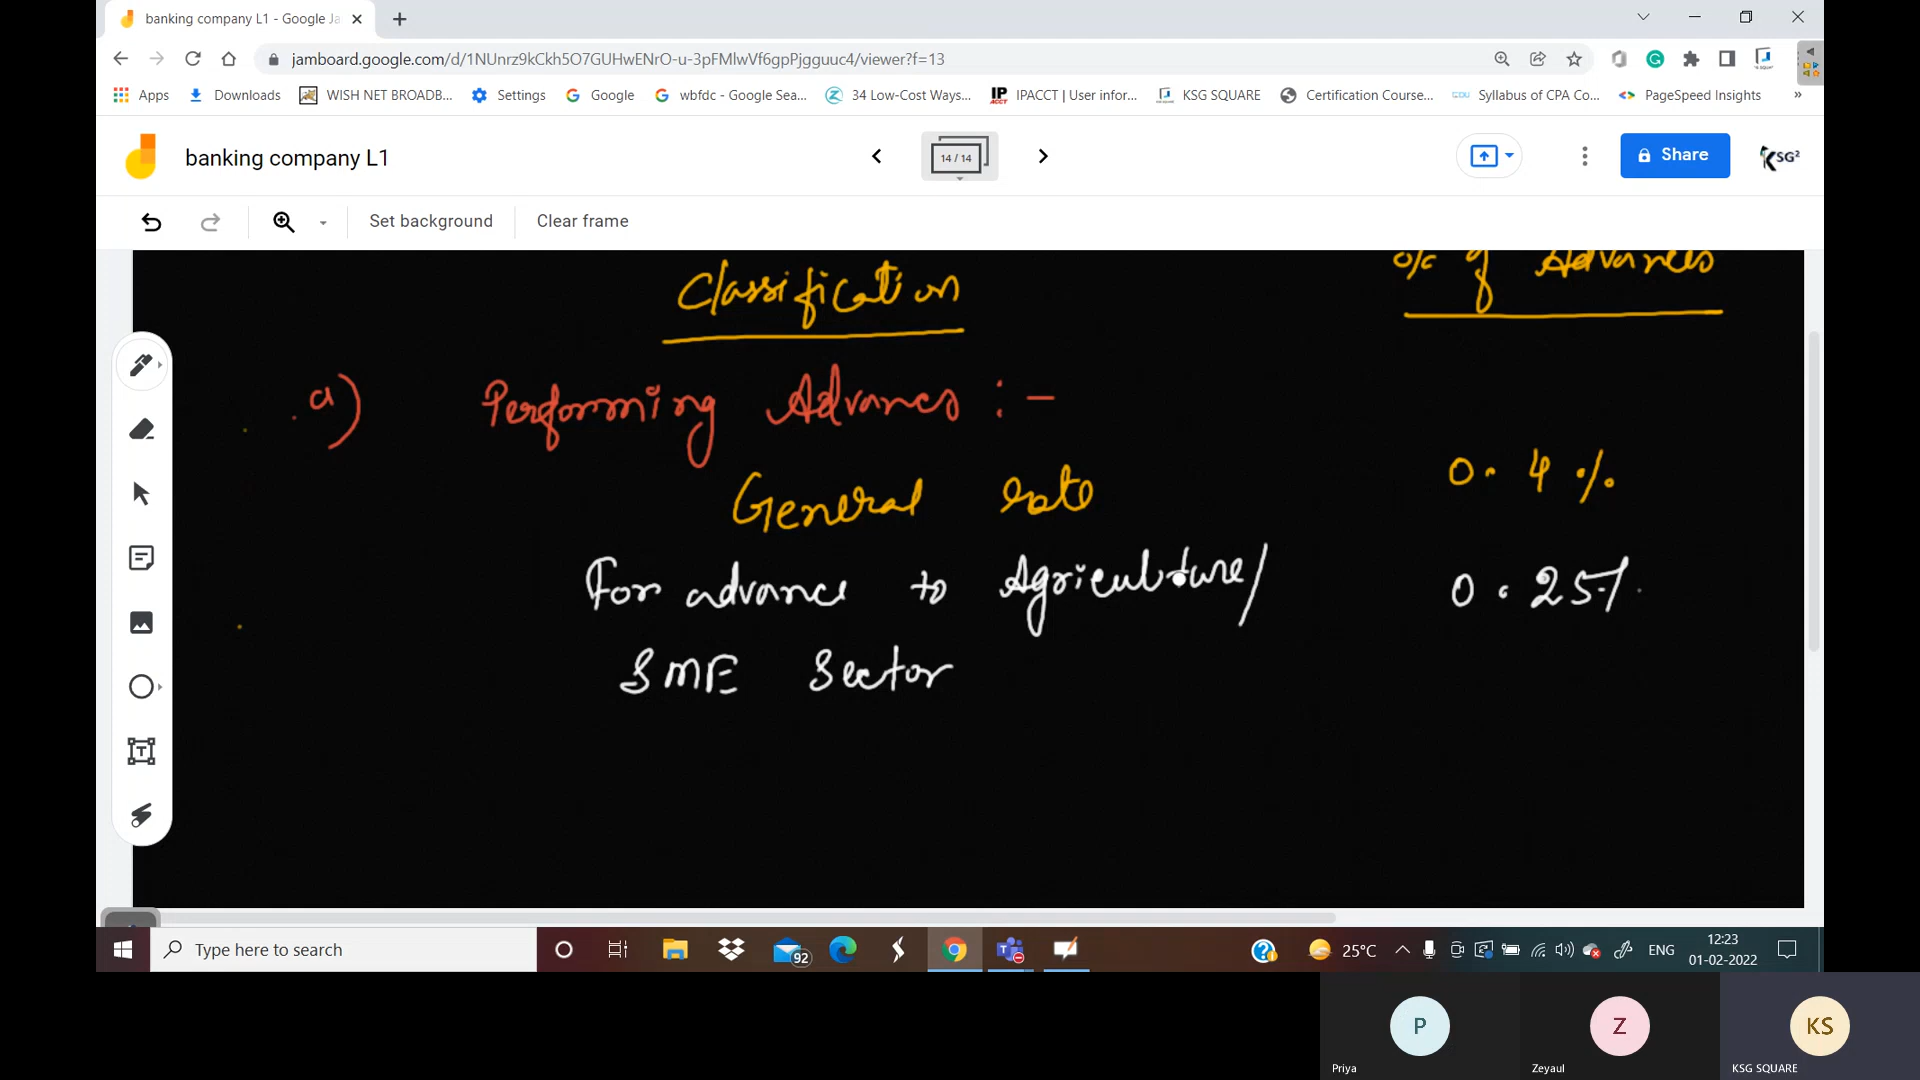 banking company L1 - Google Ja
jamboard.google.com/d/1NUnrz9kCkh5O7GUHwENrO-u-3pFMlwVf6gpPjgguuc4/viewer?f=13
Apps Downloads WISH NET BROADB... Settings Google wbfdc - Google Sea... 34 Low-Cost Ways... IPACCT | User infor... KSG SQUARE Certification Course... Syllabus of CPA Co... PageSpeed Insights »
banking company L1
14 / 14
Share
KSG²
Set background Clear frame
Classification % of Advances
a) Performing Advances :-
General rate 0.4%
For advance to Agriculture/ 0.25%
SME Sector
Type here to search
92
25°C
ENG
12:23
01-02-2022
P Z KS
Priya Zeyaul KSG SQUARE